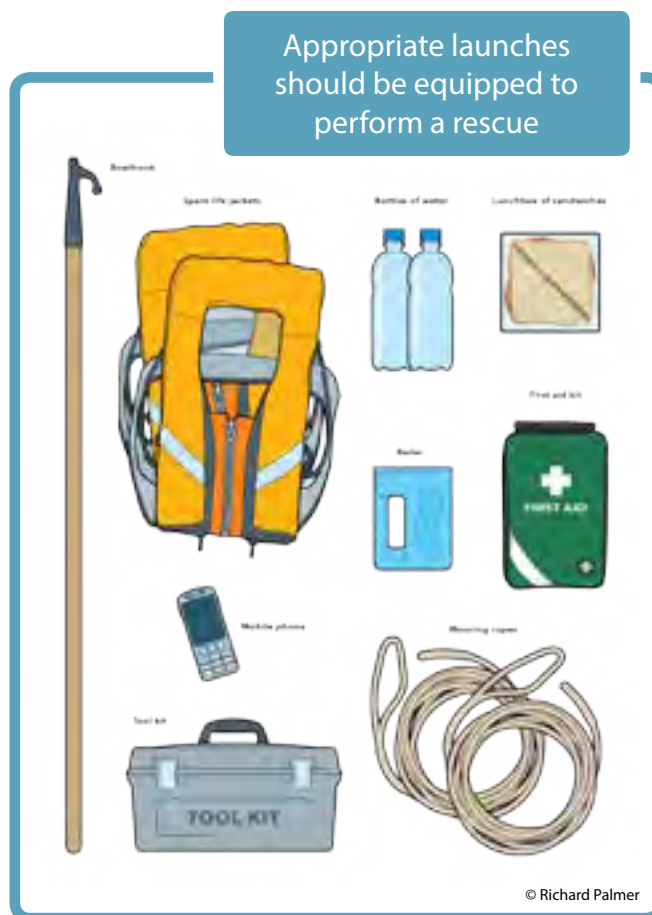 Appropriate launches
should be equipped to
perform a rescue
Boathook
Spare life jackets
Bottles of water
Lunchbox of sandwiches
First aid kit
Bailer
FIRST AID
Mobile phone
Mooring ropes
Tool kit
TOOL KIT
© Richard Palmer